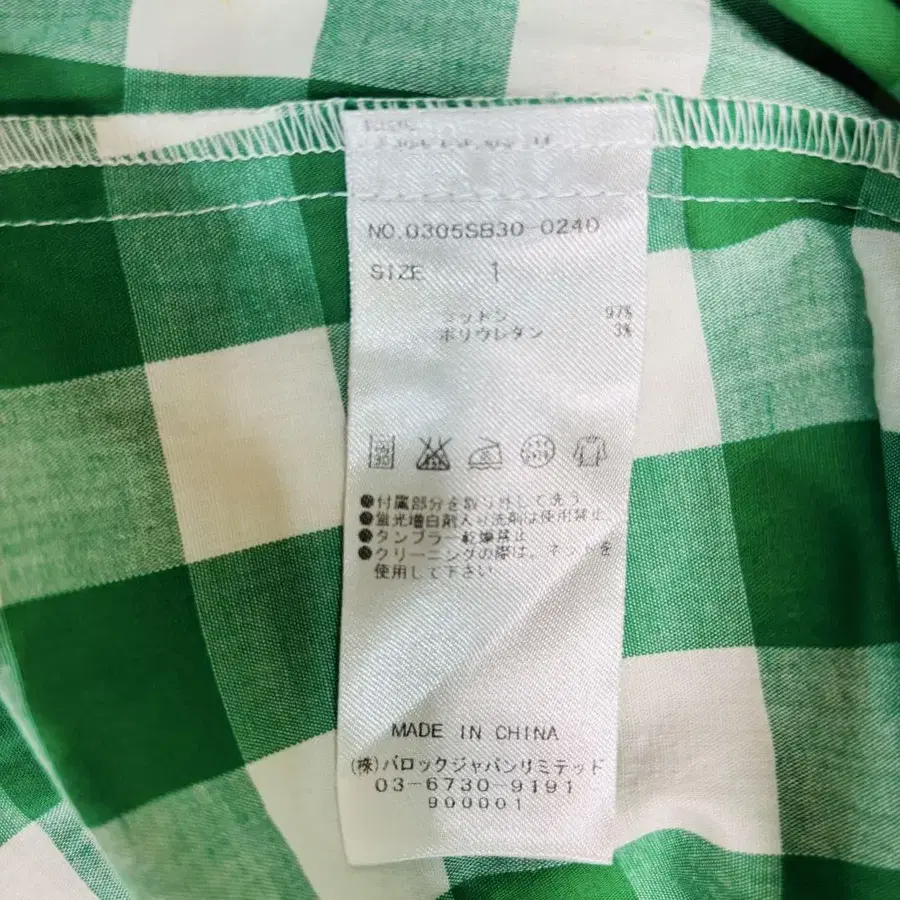 NO.0305SB30-0240
SIZE 1
コットン 97%
ポリウレタン 3%
●付属部分を取り外して洗う
●蛍光増白剤入り洗剤は使用禁止
●タンブラー乾燥禁止
●クリーニングの際は、ネットを
使用して下さい
MADE IN CHINA
(株)バロックジャパンリミテッド
03-6730-9191
900001